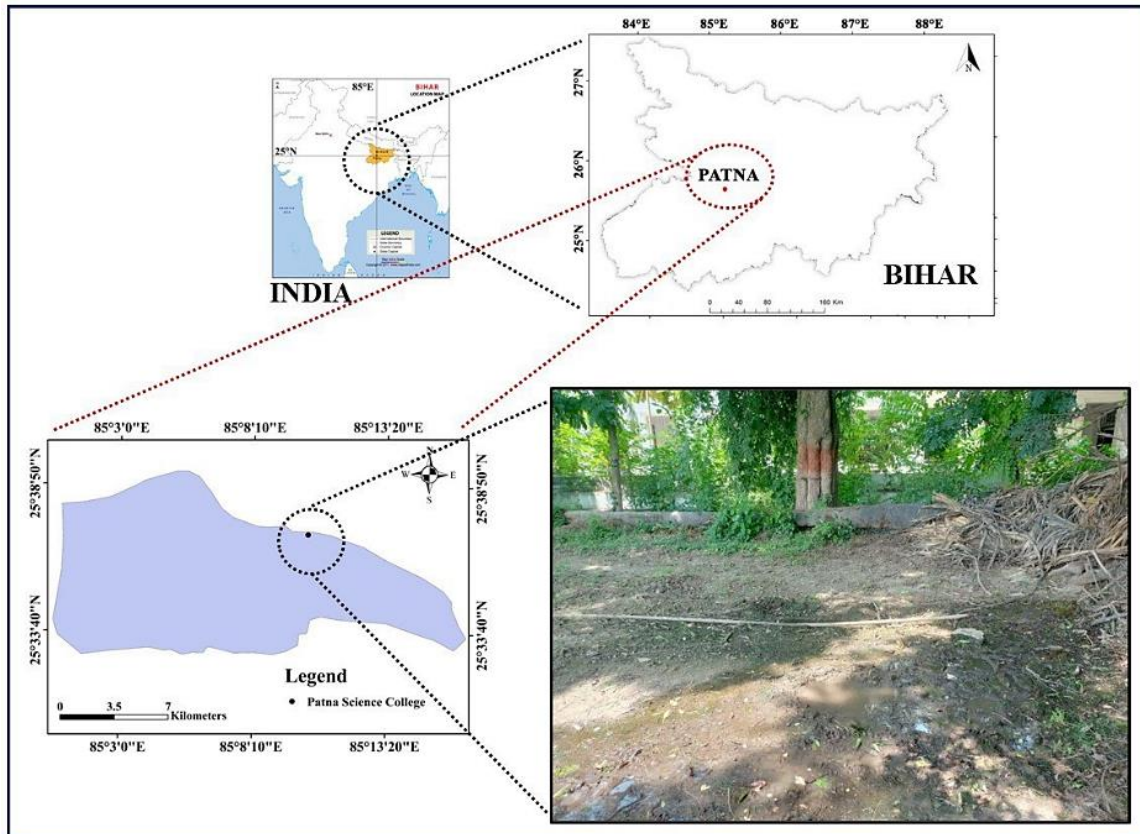 85°E
BIHAR
LOCATION MAP
25°N
LEGEND
INDIA
84°E 85°E 86°E 87°E 88°E
27°N
26°N
25°N
N
PATNA
BIHAR
0 40 80 160 Km
85°3'0"E 85°8'10"E 85°13'20"E
25°38'50"N
25°33'40"N
N
W E
S
25°38'50"N
25°33'40"N
Legend
Patna Science College
0 3.5 7
Kilometers
85°3'0"E 85°8'10"E 85°13'20"E